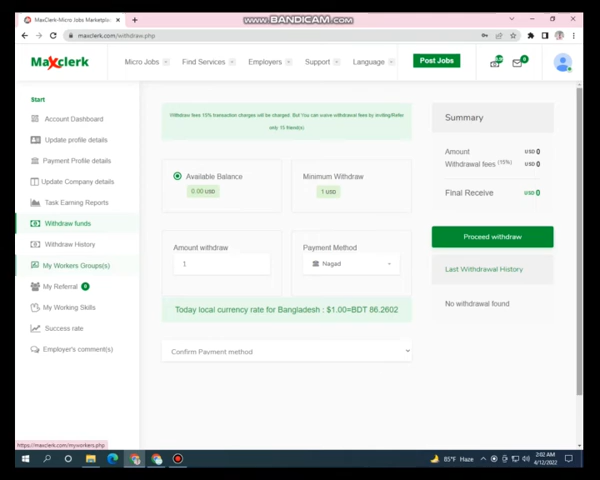 MaxClerk-Micro Jobs Marketpla
www.BANDICAM.com
maxclerk.com/withdraw.php
Maxclerk
Micro Jobs
Find Services
Employers
Support
Language
Post Jobs
0
Start
Account Dashboard
Update profile details
Payment Profile details
Update Company details
Task Earning Reports
Withdraw funds
Withdraw History
My Workers Groups(s)
My Referral 0
My Working Skills
Success rate
Employer's comment(s)
Withdraw fees 15% transaction charges will be charged. But You can waive withdrawal fees by inviting/Refer
only 15 friend(s).
Available Balance
0.00 USD
Minimum Withdraw
1 USD
Amount withdraw
1
Payment Method
Nagad
Today local currency rate for Bangladesh : $1.00=BDT 86.2602
Confirm Payment method
Summary
Amount USD 0
Withdrawal fees (15%) USD 0
Final Receive USD 0
Proceed withdraw
Last Withdrawal History
No withdrawal found
https://maxclerk.com/myworkers.php
85°F Haze
2:02 AM
4/12/2022